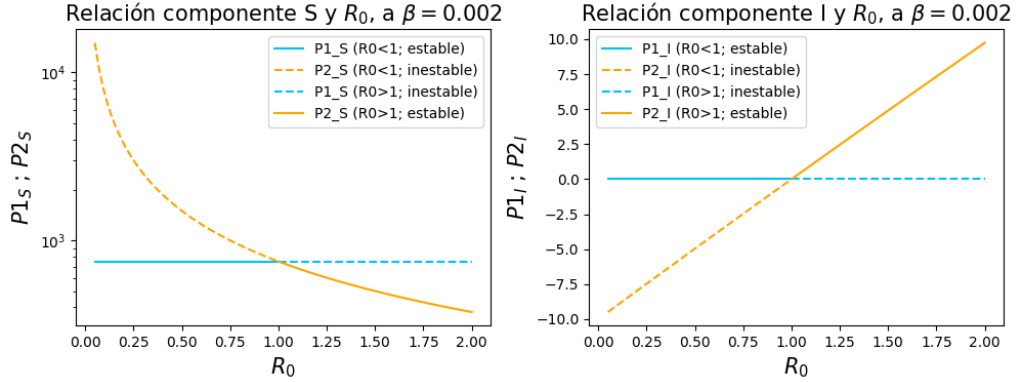 Relación componente S y R₀, a β = 0.002
P1_S (R0<1; estable)
P2_S (R0<1; inestable)
P1_S (R0>1; inestable)
P2_S (R0>1; estable)
10⁴
10³
P1ₛ ; P2ₛ
0.00 0.25 0.50 0.75 1.00 1.25 1.50 1.75 2.00
R₀
Relación componente I y R₀, a β = 0.002
P1_I (R0<1; estable)
P2_I (R0<1; inestable)
P1_I (R0>1; inestable)
P2_I (R0>1; estable)
10.0
7.5
5.0
2.5
0.0
−2.5
−5.0
−7.5
−10.0
P1_I ; P2_I
0.00 0.25 0.50 0.75 1.00 1.25 1.50 1.75 2.00
R₀